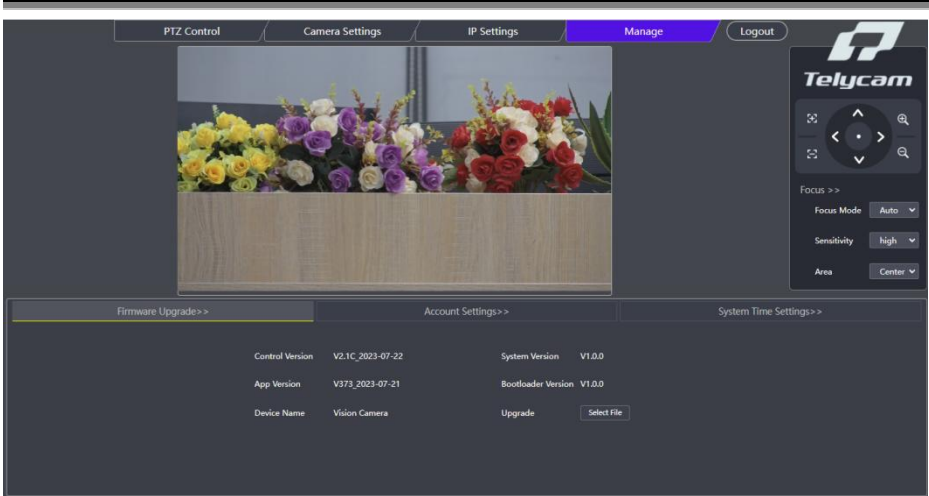 PTZ Control Camera Settings IP Settings Manage Logout
Telycam
Focus >>
Focus Mode Auto
Sensitivity high
Area Center
Firmware Upgrade>> Account Settings>> System Time Settings>>
Control Version V2.1C_2023-07-22 System Version V1.0.0
App Version V373_2023-07-21 Bootloader Version V1.0.0
Device Name Vision Camera Upgrade Select File